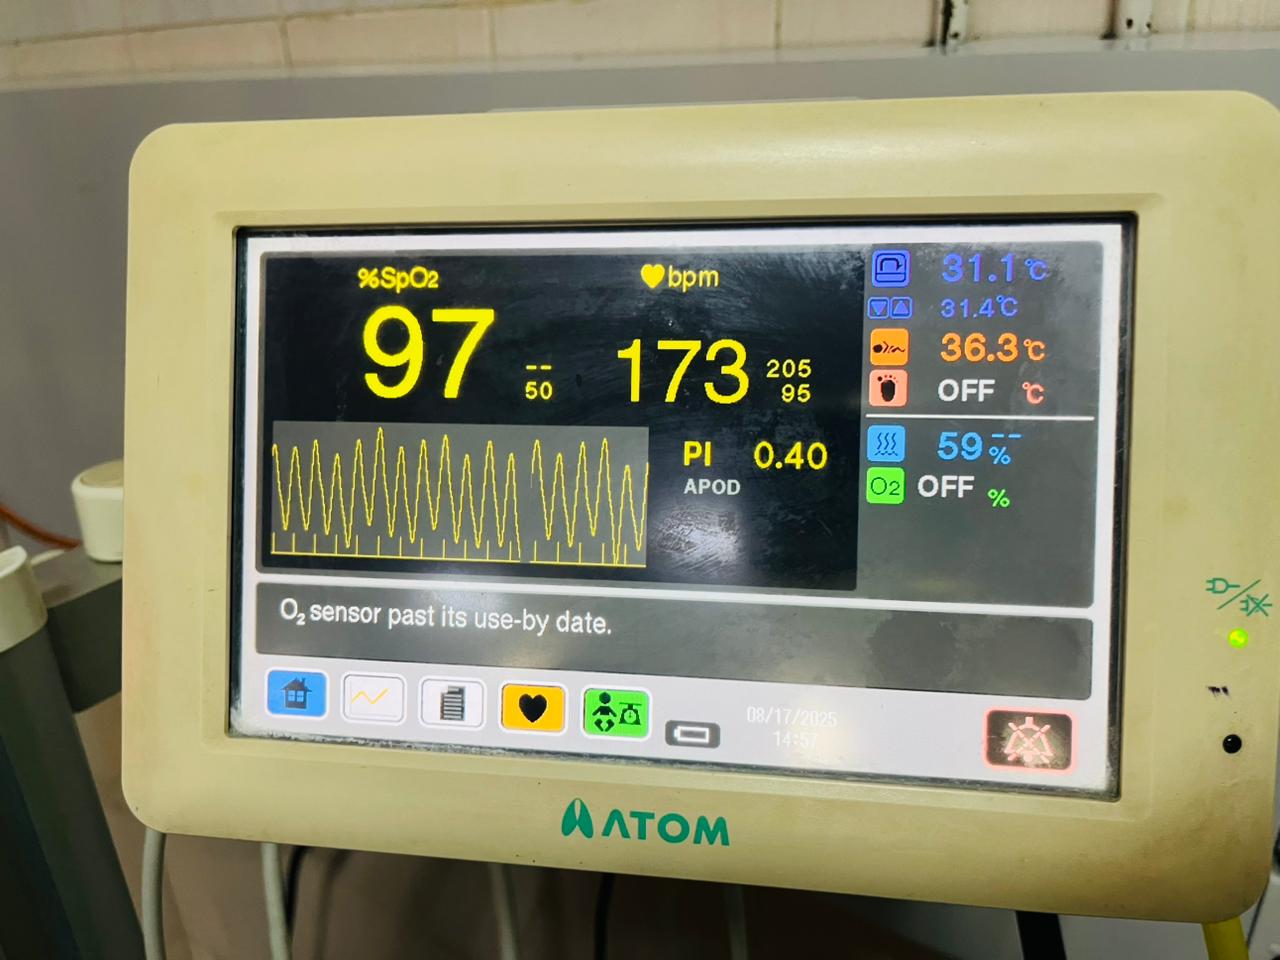 %SpO2
bpm
97
--
50
173
205
95
PI 0.40
APOD
31.1℃
31.4℃
36.3℃
OFF ℃
59 --%
O2 OFF %
O₂ sensor past its use-by date.
08/17/2025
14:57
ATOM